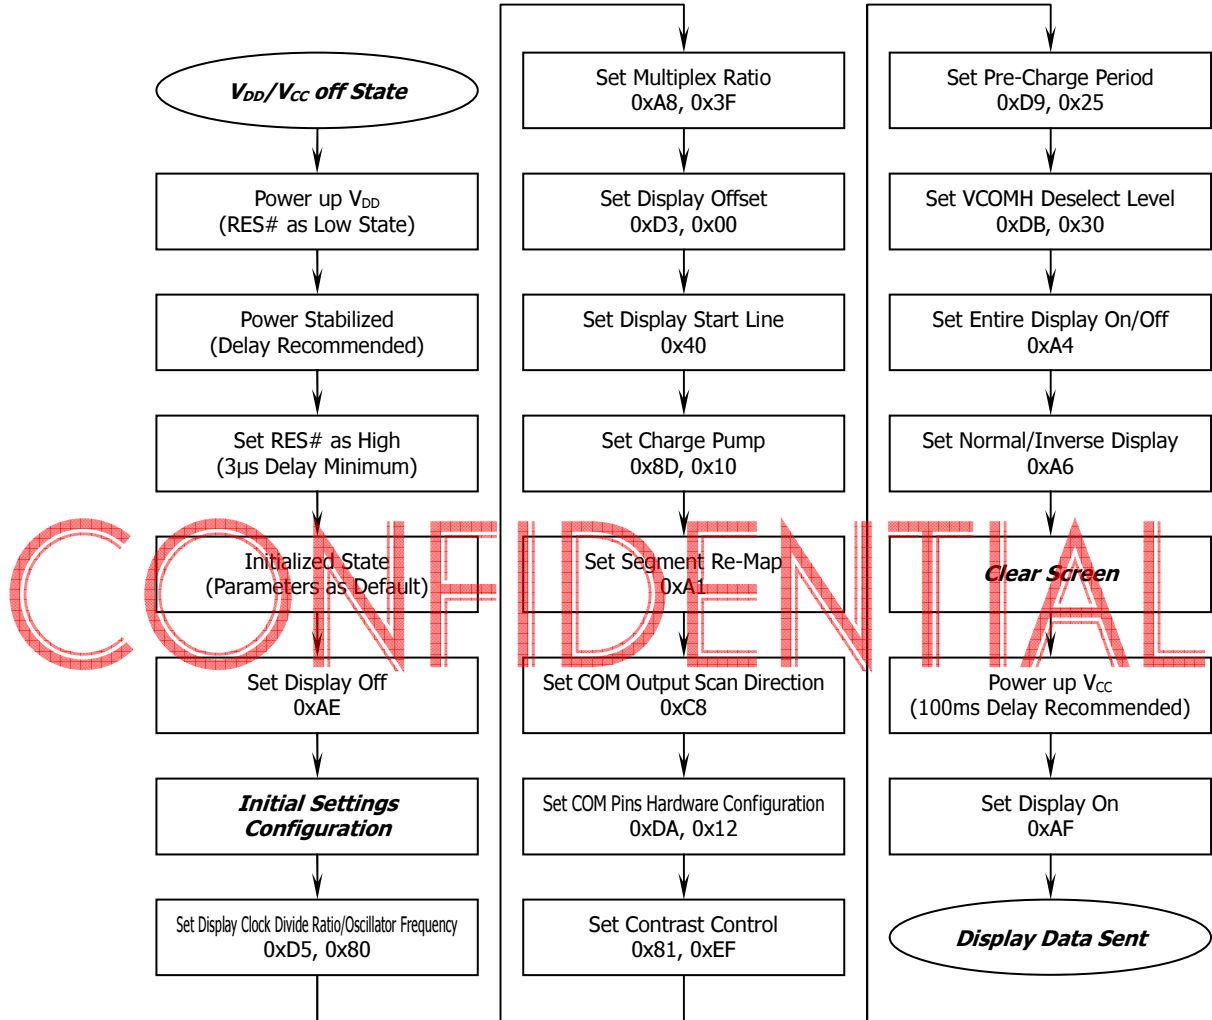 V_DD/V_CC off State
Power up V_DD
(RES# as Low State)
Power Stabilized
(Delay Recommended)
Set RES# as High
(3µs Delay Minimum)
Initialized State
(Parameters as Default)
Set Display Off
0xAE
Initial Settings
Configuration
Set Display Clock Divide Ratio/Oscillator Frequency
0xD5, 0x80
Set Multiplex Ratio
0xA8, 0x3F
Set Display Offset
0xD3, 0x00
Set Display Start Line
0x40
Set Charge Pump
0x8D, 0x10
Set Segment Re-Map
0xA1
Set COM Output Scan Direction
0xC8
Set COM Pins Hardware Configuration
0xDA, 0x12
Set Contrast Control
0x81, 0xEF
Set Pre-Charge Period
0xD9, 0x25
Set VCOMH Deselect Level
0xDB, 0x30
Set Entire Display On/Off
0xA4
Set Normal/Inverse Display
0xA6
Clear Screen
Power up V_CC
(100ms Delay Recommended)
Set Display On
0xAF
Display Data Sent
CONFIDENTIAL